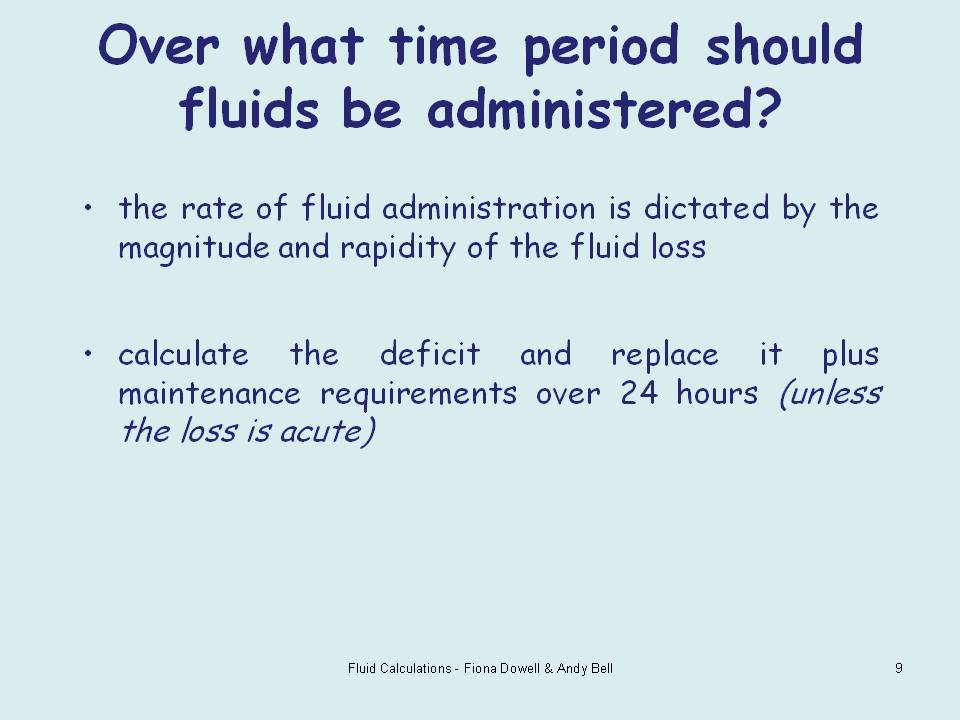 Over what time period should
fluids be administered?
• the rate of fluid administration is dictated by the
magnitude and rapidity of the fluid loss
• calculate the deficit and replace it plus
maintenance requirements over 24 hours (unless
the loss is acute)
Fluid Calculations - Fiona Dowell & Andy Bell 9